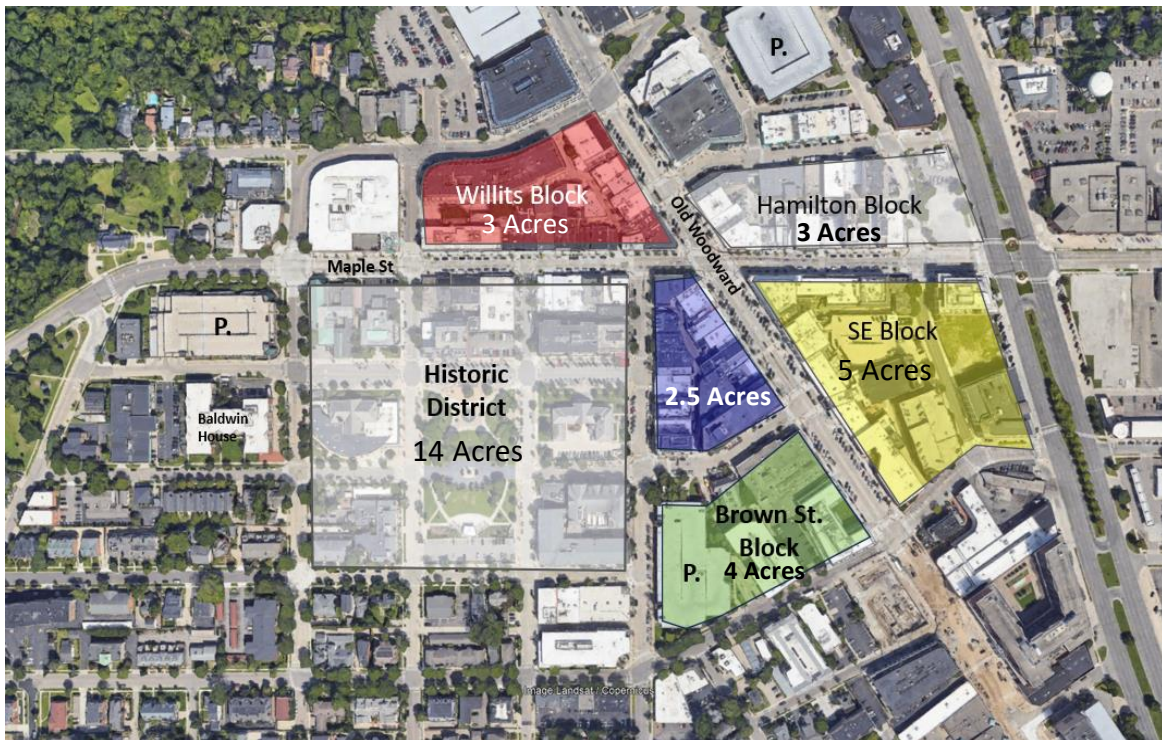 P.
Willits Block
3 Acres
Old Woodward
Hamilton Block
3 Acres
Maple St
P.
Historic
District
14 Acres
Baldwin
House
2.5 Acres
SE Block
5 Acres
Brown St.
Block
4 Acres
P.
Image Landsat / Copernicus